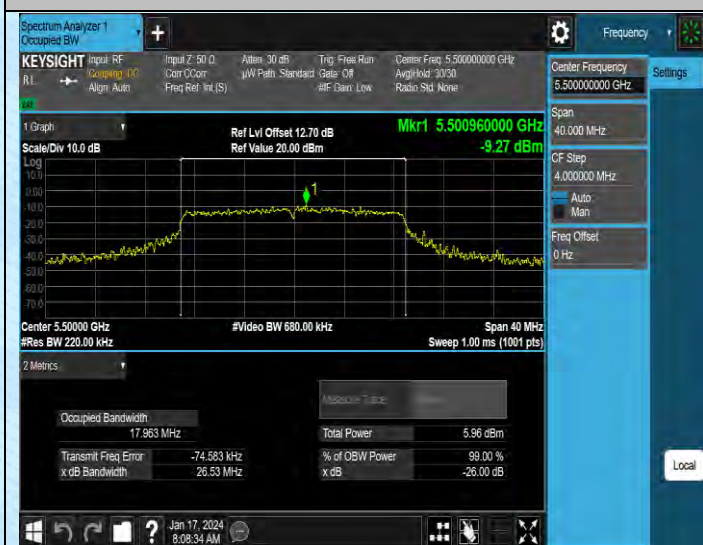 Spectrum Analyzer 1
Occupied BW
+
Frequency
KEYSIGHT Input: RF
Coupling: DC
Align: Auto
RL
Input Z: 50 Ω
Corr CCorr
Freq Ref: Int (S)
Atten: 30 dB
µW Path: Standard
Trig: Free Run
Gate: Off
#IF Gain: Low
Center Freq: 5.500000000 GHz
Avg|Hold: 30/30
Radio Std: None
Center Frequency
5.500000000 GHz
Settings
Span
40.000 MHz
CF Step
4.000000 MHz
Auto
Man
Freq Offset
0 Hz
1 Graph
Scale/Div 10.0 dB
Ref Lvl Offset 12.70 dB
Ref Value 20.00 dBm
Mkr1 5.500960000 GHz
-9.27 dBm
Log
10.0
0.00
-10.0
-20.0
-30.0
-40.0
-50.0
-60.0
-70.0
1
Center 5.50000 GHz
#Res BW 220.00 kHz
#Video BW 680.00 kHz
Span 40 MHz
Sweep 1.00 ms (1001 pts)
2 Metrics
Measure Trace
Occupied Bandwidth
17.963 MHz
Total Power 5.96 dBm
Transmit Freq Error -74.583 kHz
% of OBW Power 99.00 %
x dB Bandwidth 26.53 MHz
x dB -26.00 dB
Local
?
Jan 17, 2024
8:08:34 AM